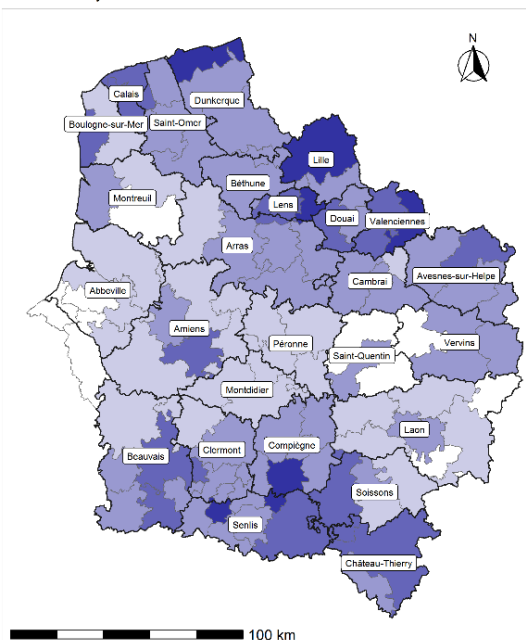 N
Dunkerque
Calais
Boulogne-sur-Mer
Saint-Omer
Lille
Béthune
Montreuil
Lens
Douai
Valenciennes
Arras
Avesnes-sur-Helpe
Cambrai
Abbeville
Amiens
Péronne
Vervins
Saint-Quentin
Montdidier
Laon
Clermont
Compiègne
Beauvais
Soissons
Senlis
Château-Thierry
100 km